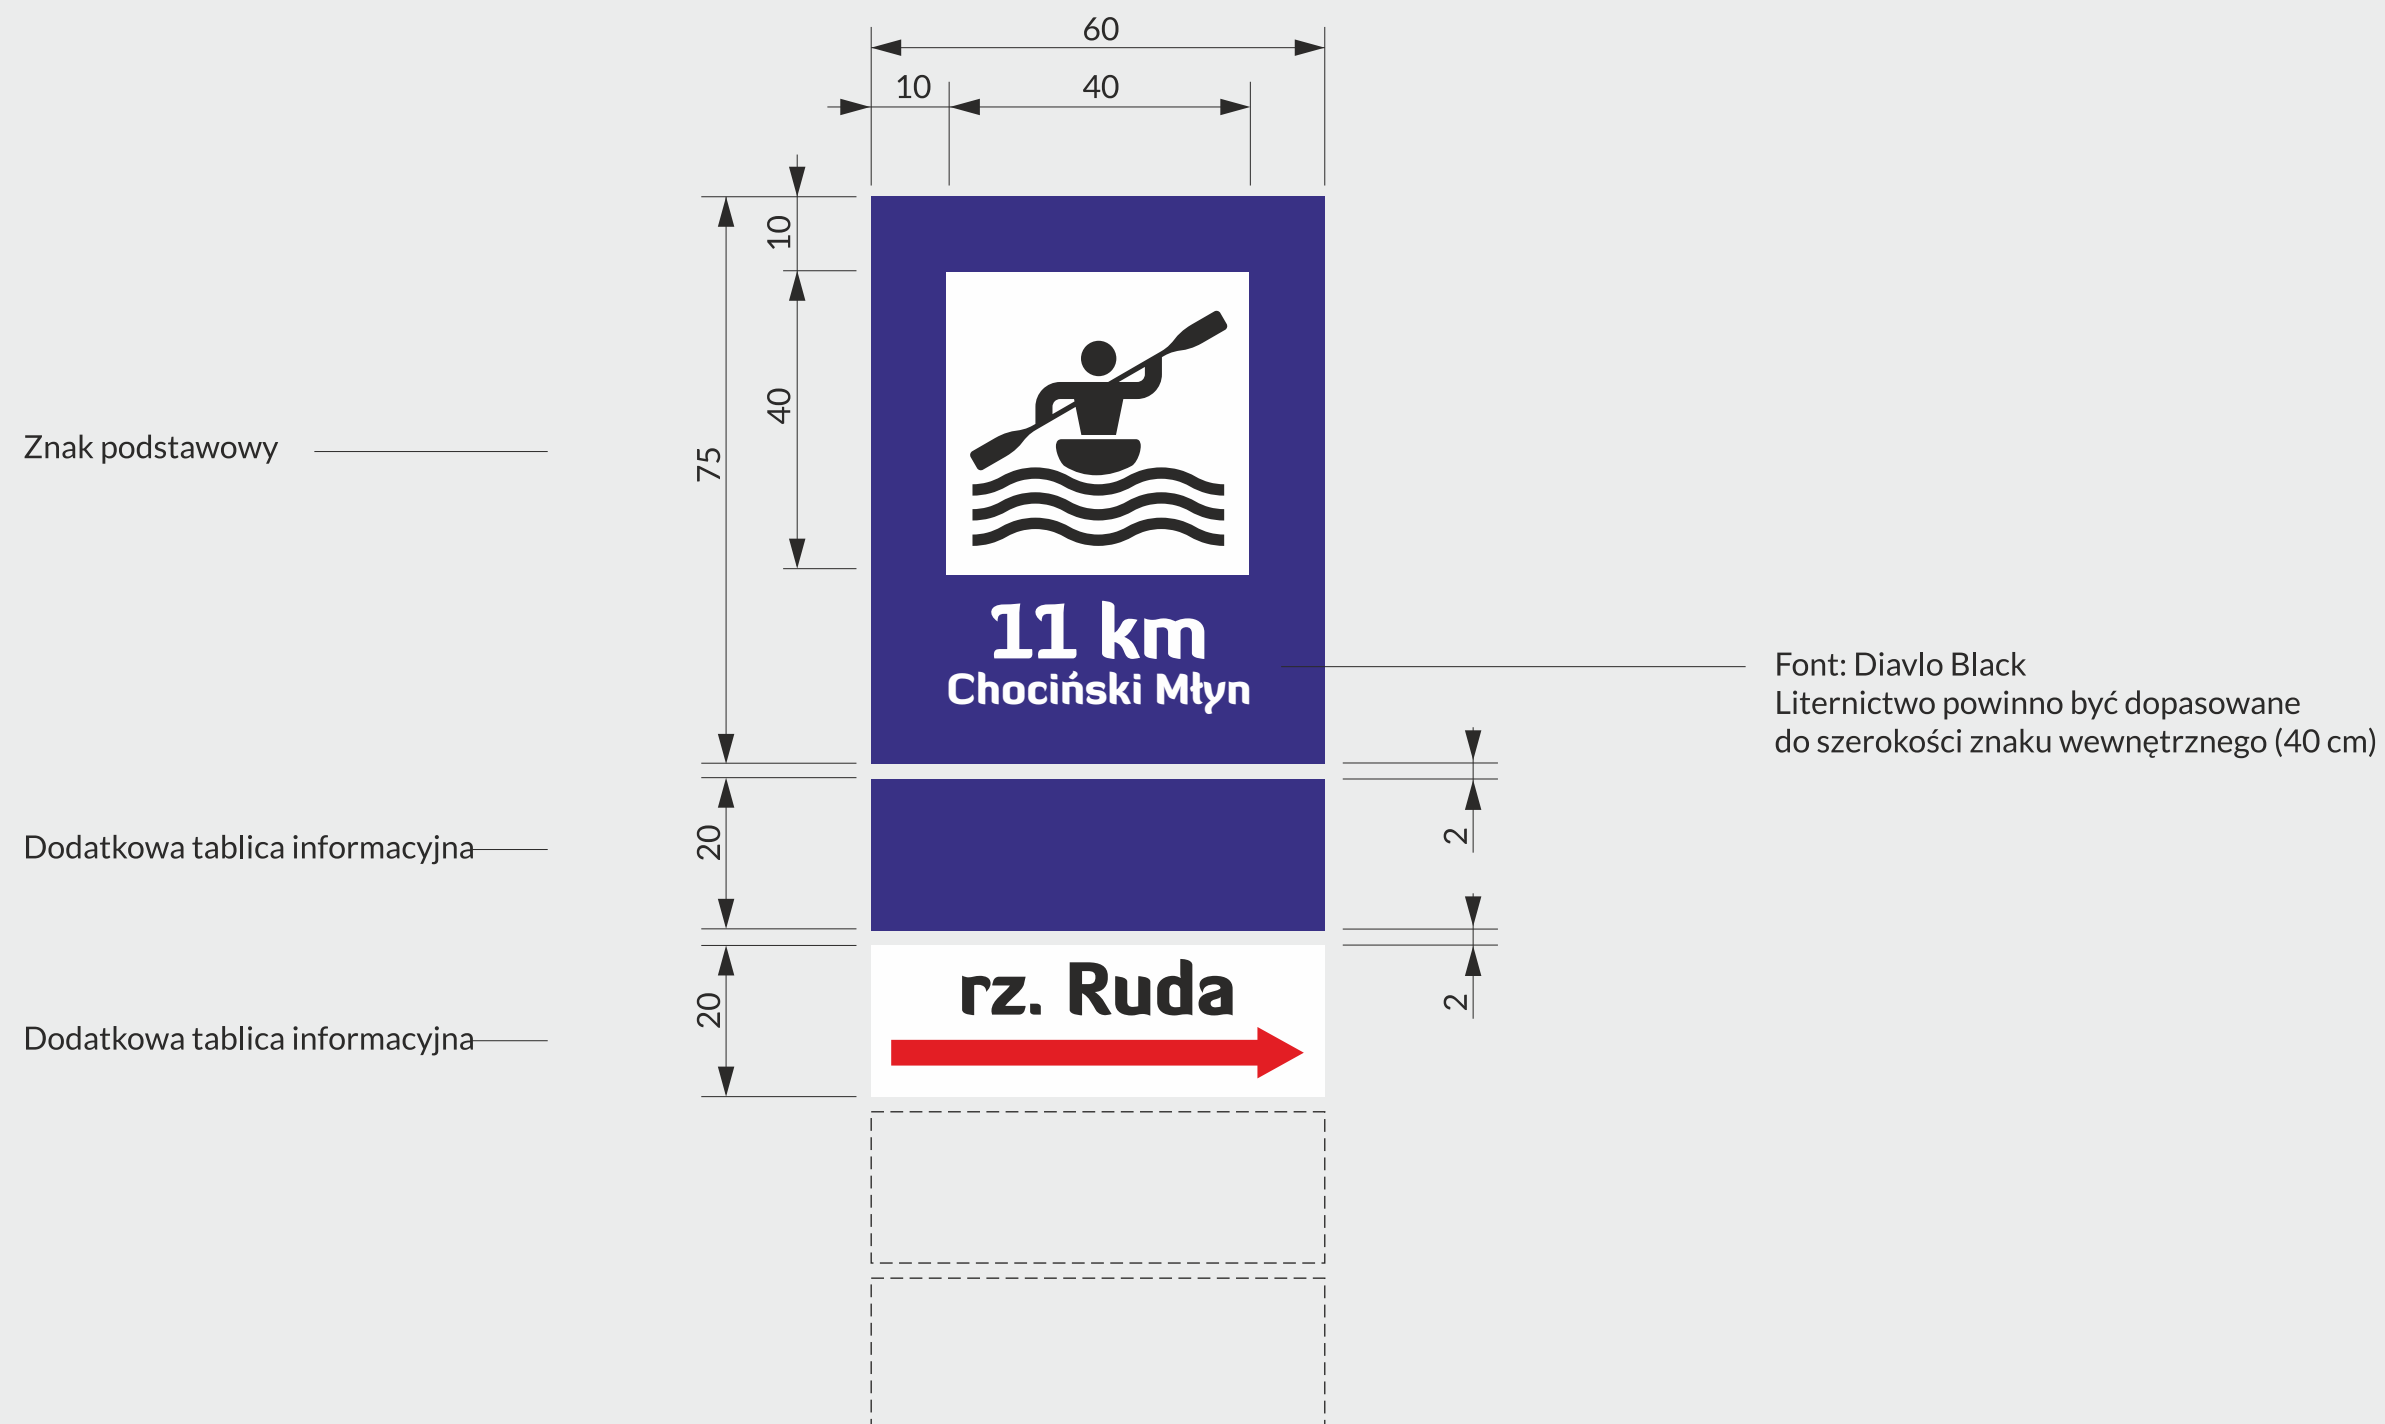 60
10 40
10
40
75
Znak podstawowy
11 km
Chociński Młyn
Font: Diavlo Black
Liternictwo powinno być dopasowane
do szerokości znaku wewnętrznego (40 cm)
Dodatkowa tablica informacyjna
20
2
rz. Ruda
Dodatkowa tablica informacyjna
20
2